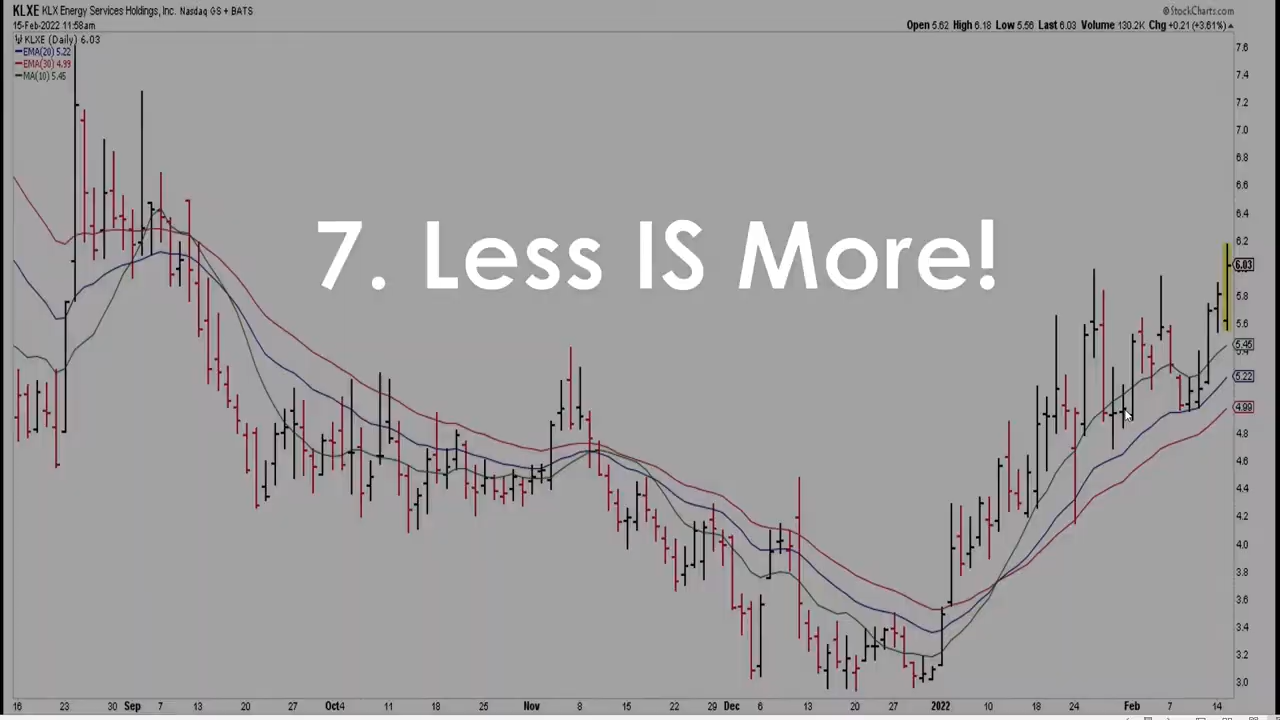 KLXE KLX Energy Services Holdings, Inc. Nasdaq GS + BATS
© StockCharts.com
15-Feb-2022 11:58am
Open 5.62 High 6.18 Low 5.56 Last 6.03 Volume 130.2K Chg +0.21 (+3.61%)
KLXE (Daily) 6.03
EMA(20) 5.22
EMA(30) 4.99
MA(10) 5.45
7. Less IS More!
7.6
7.4
7.2
7.0
6.8
6.6
6.4
6.2
6.03
5.8
5.6
5.45
5.4
5.22
4.99
4.8
4.6
4.4
4.2
4.0
3.8
3.6
3.4
3.2
3.0
16 23 30 Sep 7 13 20 27 Oct4 11 18 25 Nov 8 15 22 29 Dec 6 13 20 27 2022 10 18 24 Feb 7 14